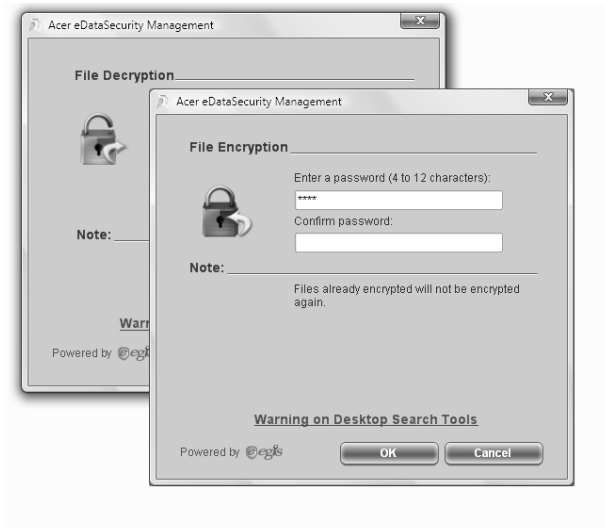 Acer eDataSecurity Management
File Decryption
Note:
Powered by egis
Acer eDataSecurity Management
File Encryption
Enter a password (4 to 12 characters):
****
Confirm password:
Note:
Files already encrypted will not be encrypted
again.
Warning on Desktop Search Tools
Powered by egis
OK
Cancel